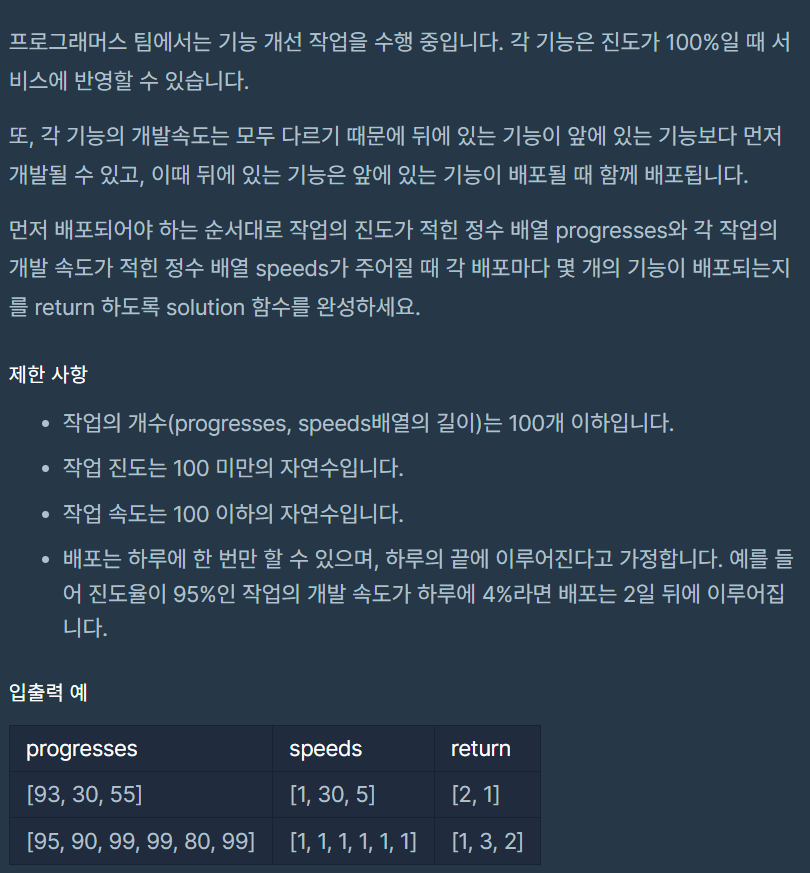 프로그래머스 팀에서는 기능 개선 작업을 수행 중입니다. 각 기능은 진도가 100%일 때 서
비스에 반영할 수 있습니다.
또, 각 기능의 개발속도는 모두 다르기 때문에 뒤에 있는 기능이 앞에 있는 기능보다 먼저
개발될 수 있고, 이때 뒤에 있는 기능은 앞에 있는 기능이 배포될 때 함께 배포됩니다.
먼저 배포되어야 하는 순서대로 작업의 진도가 적힌 정수 배열 progresses와 각 작업의
개발 속도가 적힌 정수 배열 speeds가 주어질 때 각 배포마다 몇 개의 기능이 배포되는지
를 return 하도록 solution 함수를 완성하세요.
제한 사항
• 작업의 개수(progresses, speeds배열의 길이)는 100개 이하입니다.
• 작업 진도는 100 미만의 자연수입니다.
• 작업 속도는 100 이하의 자연수입니다.
• 배포는 하루에 한 번만 할 수 있으며, 하루의 끝에 이루어진다고 가정합니다. 예를 들
어 진도율이 95%인 작업의 개발 속도가 하루에 4%라면 배포는 2일 뒤에 이루어집
니다.
입출력 예
progresses speeds return
[93, 30, 55] [1, 30, 5] [2, 1]
[95, 90, 99, 99, 80, 99] [1, 1, 1, 1, 1, 1] [1, 3, 2]